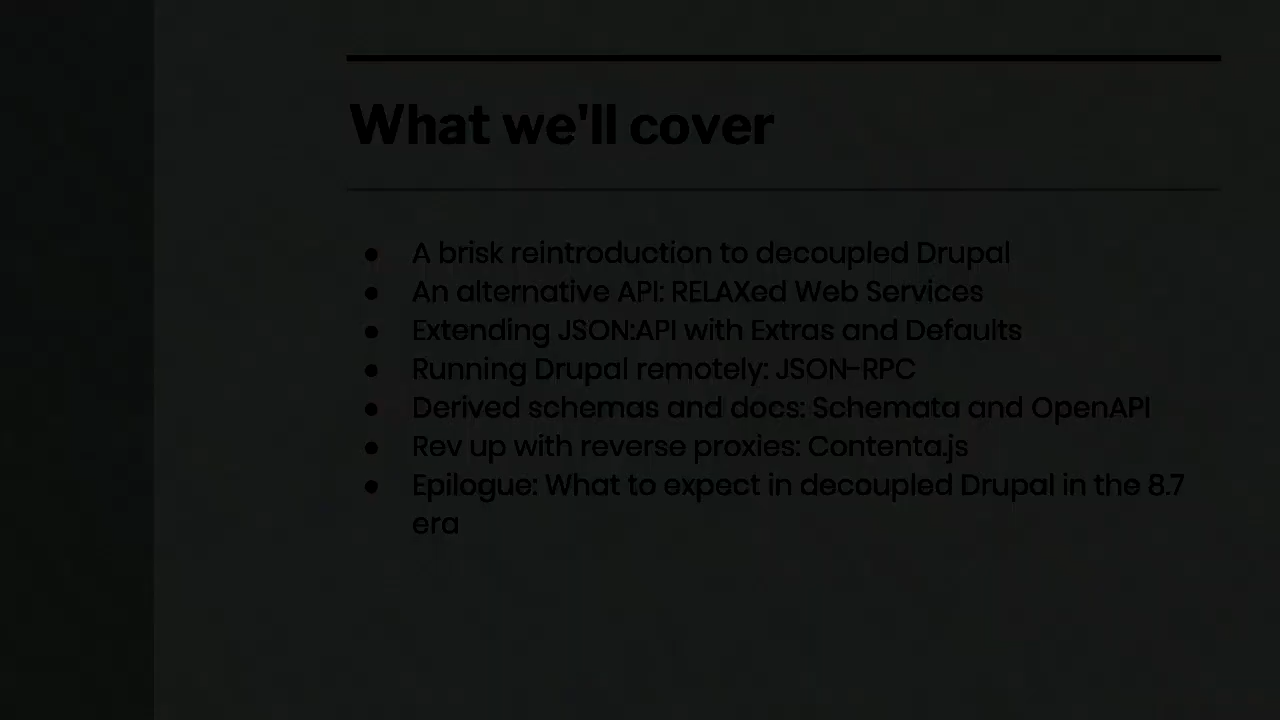 What we'll cover
● A brisk reintroduction to decoupled Drupal
● An alternative API: RELAXed Web Services
● Extending JSON:API with Extras and Defaults
● Running Drupal remotely: JSON-RPC
● Derived schemas and docs: Schemata and OpenAPI
● Rev up with reverse proxies: Contenta.js
● Epilogue: What to expect in decoupled Drupal in the 8.7
era